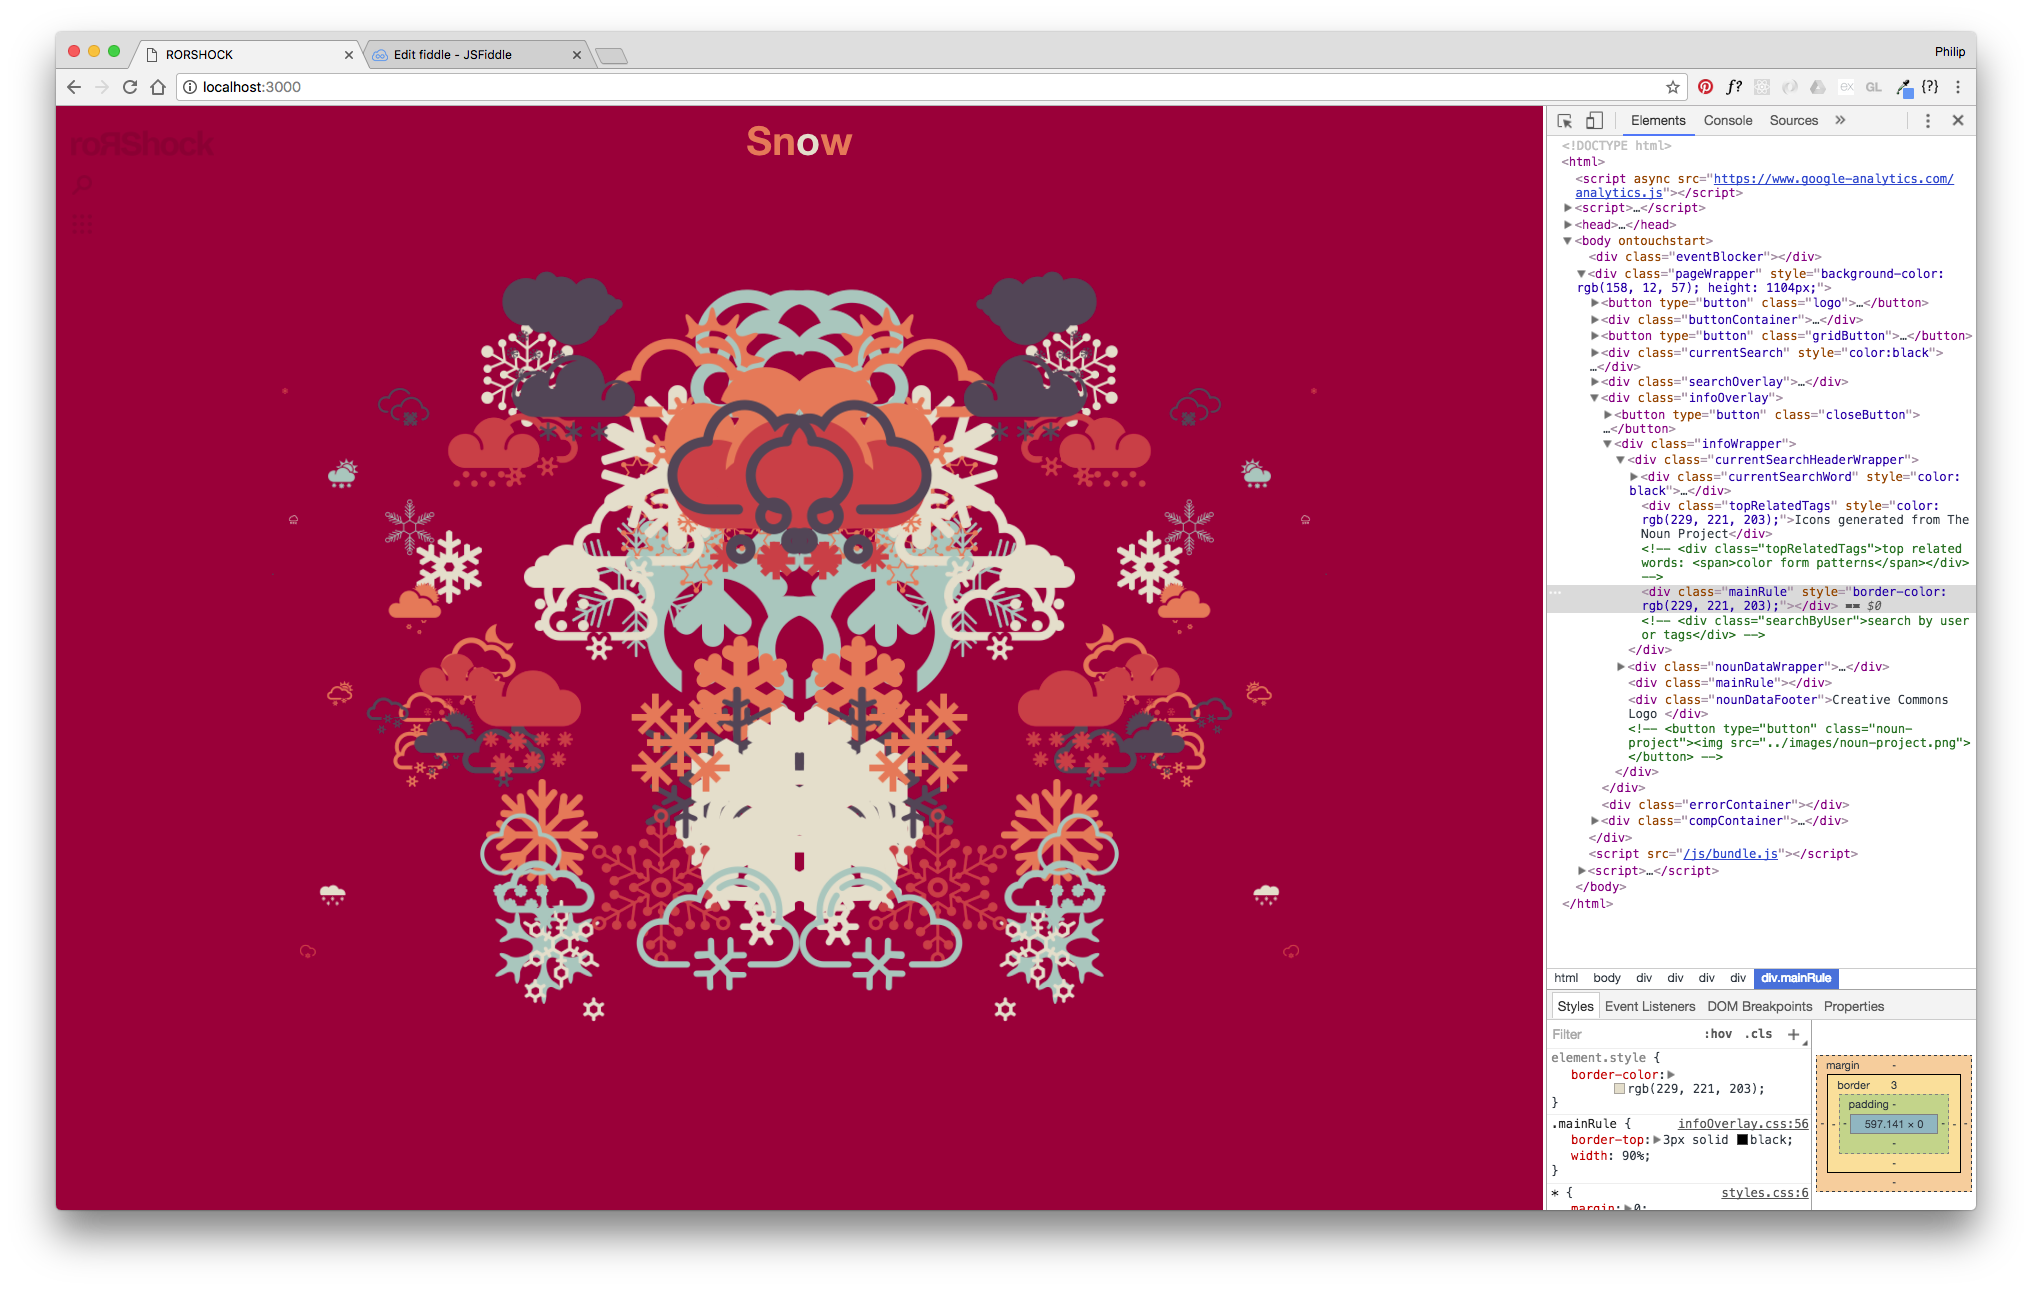 RORSHOCK
Edit fiddle - JSFiddle
Philip
localhost:3000
f?
ex
GL
{?}
roRShock
Snow
Elements Console Sources »
<!DOCTYPE html>
<html>
<script async src="https://www.google-analytics.com/
analytics.js"></script>
<script>…</script>
<head>…</head>
<body ontouchstart>
<div class="eventBlocker"></div>
<div class="pageWrapper" style="background-color:
rgb(158, 12, 57); height: 1104px;">
<button type="button" class="logo">…</button>
<div class="buttonContainer">…</div>
<button type="button" class="gridButton">…</button>
<div class="currentSearch" style="color:black">
…</div>
<div class="searchOverlay">…</div>
<div class="infoOverlay">
<button type="button" class="closeButton">
…</button>
<div class="infoWrapper">
<div class="currentSearchHeaderWrapper">
<div class="currentSearchWord" style="color:
black">…</div>
<div class="topRelatedTags" style="color:
rgb(229, 221, 203);">Icons generated from The
Noun Project</div>
<!-- <div class="topRelatedTags">top related
words: <span>color form patterns</span></div>
-->
<div class="mainRule" style="border-color:
rgb(229, 221, 203);"></div> == $0
<!-- <div class="searchByUser">search by user
or tags</div> -->
</div>
<div class="nounDataWrapper">…</div>
<div class="mainRule"></div>
<div class="nounDataFooter">Creative Commons
Logo </div>
<!-- <button type="button" class="noun-
project"><img src="../images/noun-project.png">
</button> -->
</div>
</div>
<div class="errorContainer"></div>
<div class="compContainer">…</div>
</div>
<script src="/js/bundle.js"></script>
<script>…</script>
</body>
</html>
html body div div div div div.mainRule
Styles Event Listeners DOM Breakpoints Properties
Filter :hov .cls +
element.style {
border-color:
rgb(229, 221, 203);
}
.mainRule { infoOverlay.css:56
border-top: 3px solid black;
width: 90%;
}
* { styles.css:6
margin: 0;
margin -
border 3
padding -
597.141 × 0